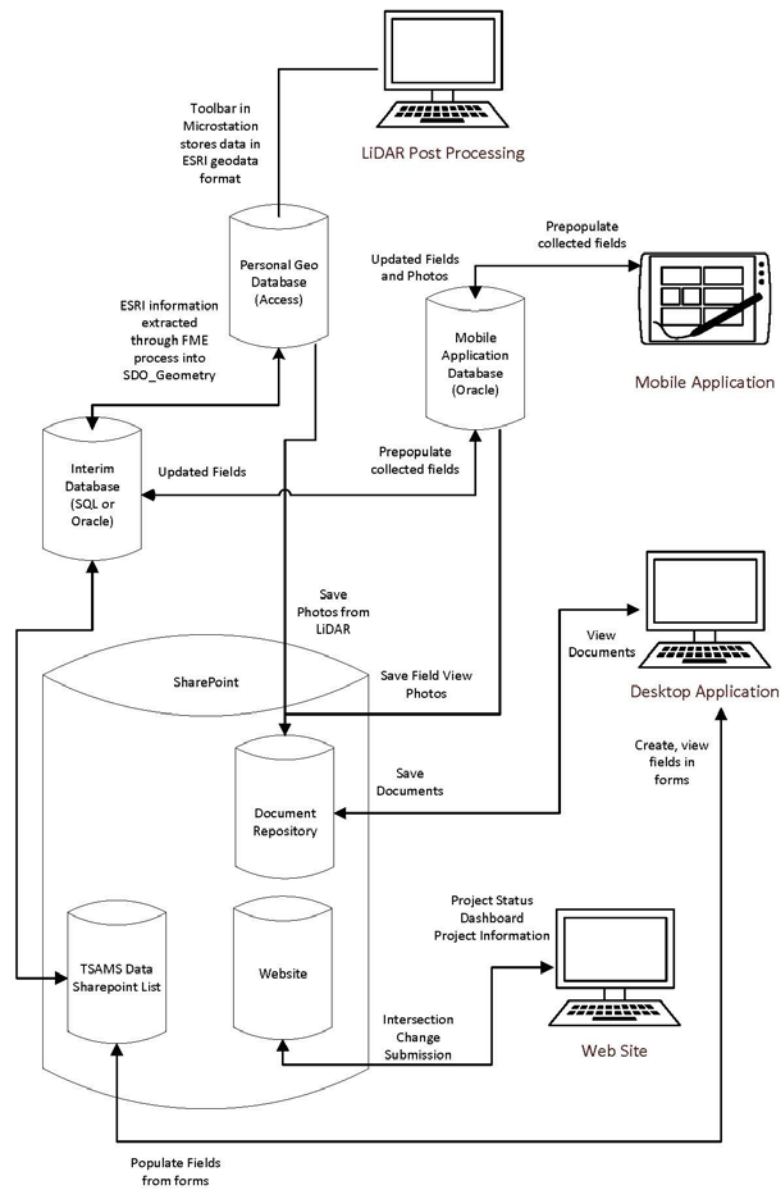 Toolbar in
Microstation
stores data in
ESRI geodata
format
LiDAR Post Processing
Personal Geo
Database
(Access)
Prepopulate
collected fields
Updated Fields
and Photos
ESRI information
extracted
through FME
process into
SDO_Geometry
Mobile
Application
Database
(Oracle)
Mobile Application
Interim
Database
(SQL or
Oracle)
Updated Fields
Prepopulate
collected fields
Save
Photos from
LiDAR
View
Documents
SharePoint
Save Field View
Photos
Desktop Application
Create, view
fields in
forms
Save
Documents
Document
Repository
Project Status
Dashboard
Project Information
TSAMS Data
Sharepoint List
Website
Intersection
Change
Submission
Web Site
Populate Fields
from forms